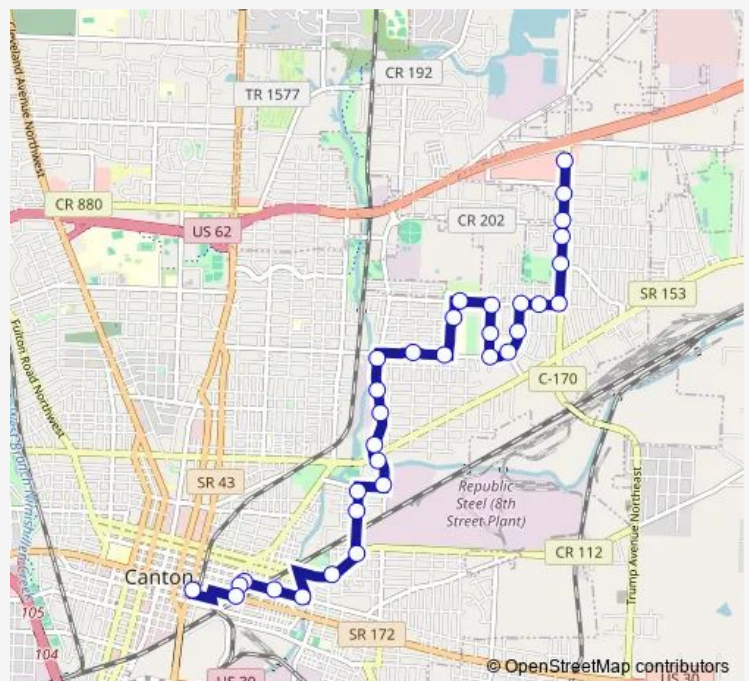 Cleveland Avenue Northwest
CR 192
TR 1577
CR 880
US 62
CR 202
SR 153
Fulton Road Northwest
C-170
SR 43
Republic
Steel (8th
Street Plant)
Trump Avenue Northeast
CR 112
Canton
105
SR 172
104
US 30
US 30
© OpenStreetMap contributors